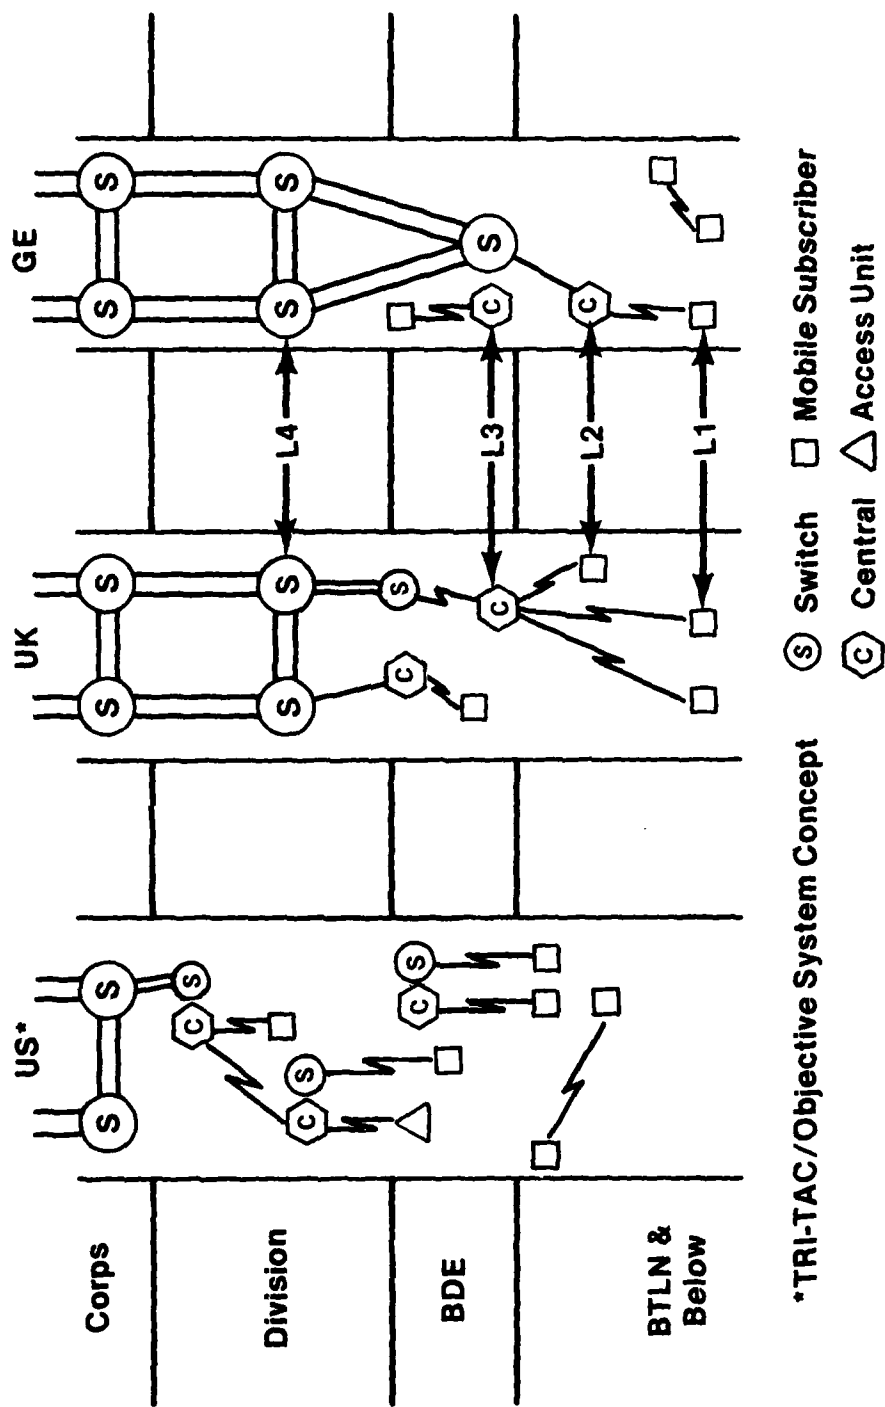 US* UK GE
Corps S S S S S S
C S
Division C S S S L4 S S
C S C S
BDE C L3 C S
L2 C
BTLN &
Below L1
*TRI-TAC/Objective System Concept S Switch Mobile Subscriber
C Central Access Unit